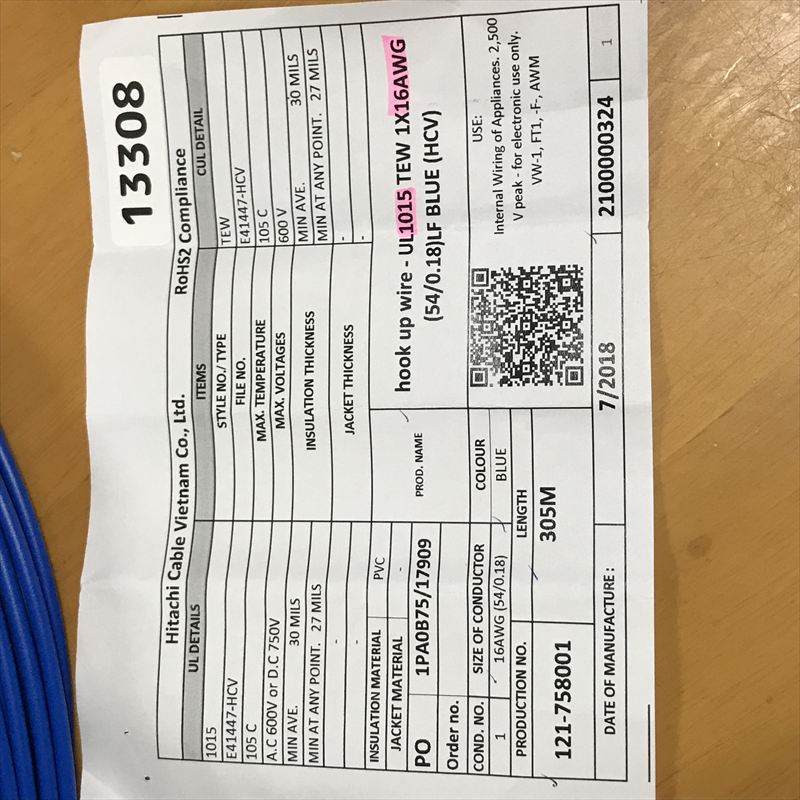 13308
Hitachi Cable Vietnam Co., Ltd. RoHS2 Compliance
UL DETAILS ITEMS CUL DETAIL
1015 STYLE NO./ TYPE TEW
E41447-HCV FILE NO. E41447-HCV
105 C MAX. TEMPERATURE 105 C
A.C 600V or D.C 750V MAX. VOLTAGES 600 V
MIN AVE. 30 MILS INSULATION THICKNESS MIN AVE. 30 MILS
MIN AT ANY POINT. 27 MILS MIN AT ANY POINT. 27 MILS
- JACKET THICKNESS -
- -
INSULATION MATERIAL PVC
JACKET MATERIAL -
PROD. NAME
hook up wire - UL1015 TEW 1X16AWG
(54/0.18)LF BLUE (HCV)
PO 1PA0B75/17909
Order no.
COND. NO. SIZE OF CONDUCTOR COLOUR
1 16AWG (54/0.18) BLUE
USE:
Internal Wiring of Appliances. 2,500
V peak - for electronic use only.
VW-1, FT1, -F-, AWM
PRODUCTION NO. LENGTH
121-758001 305M
DATE OF MANUFACTURE : 7/2018 2100000324 1